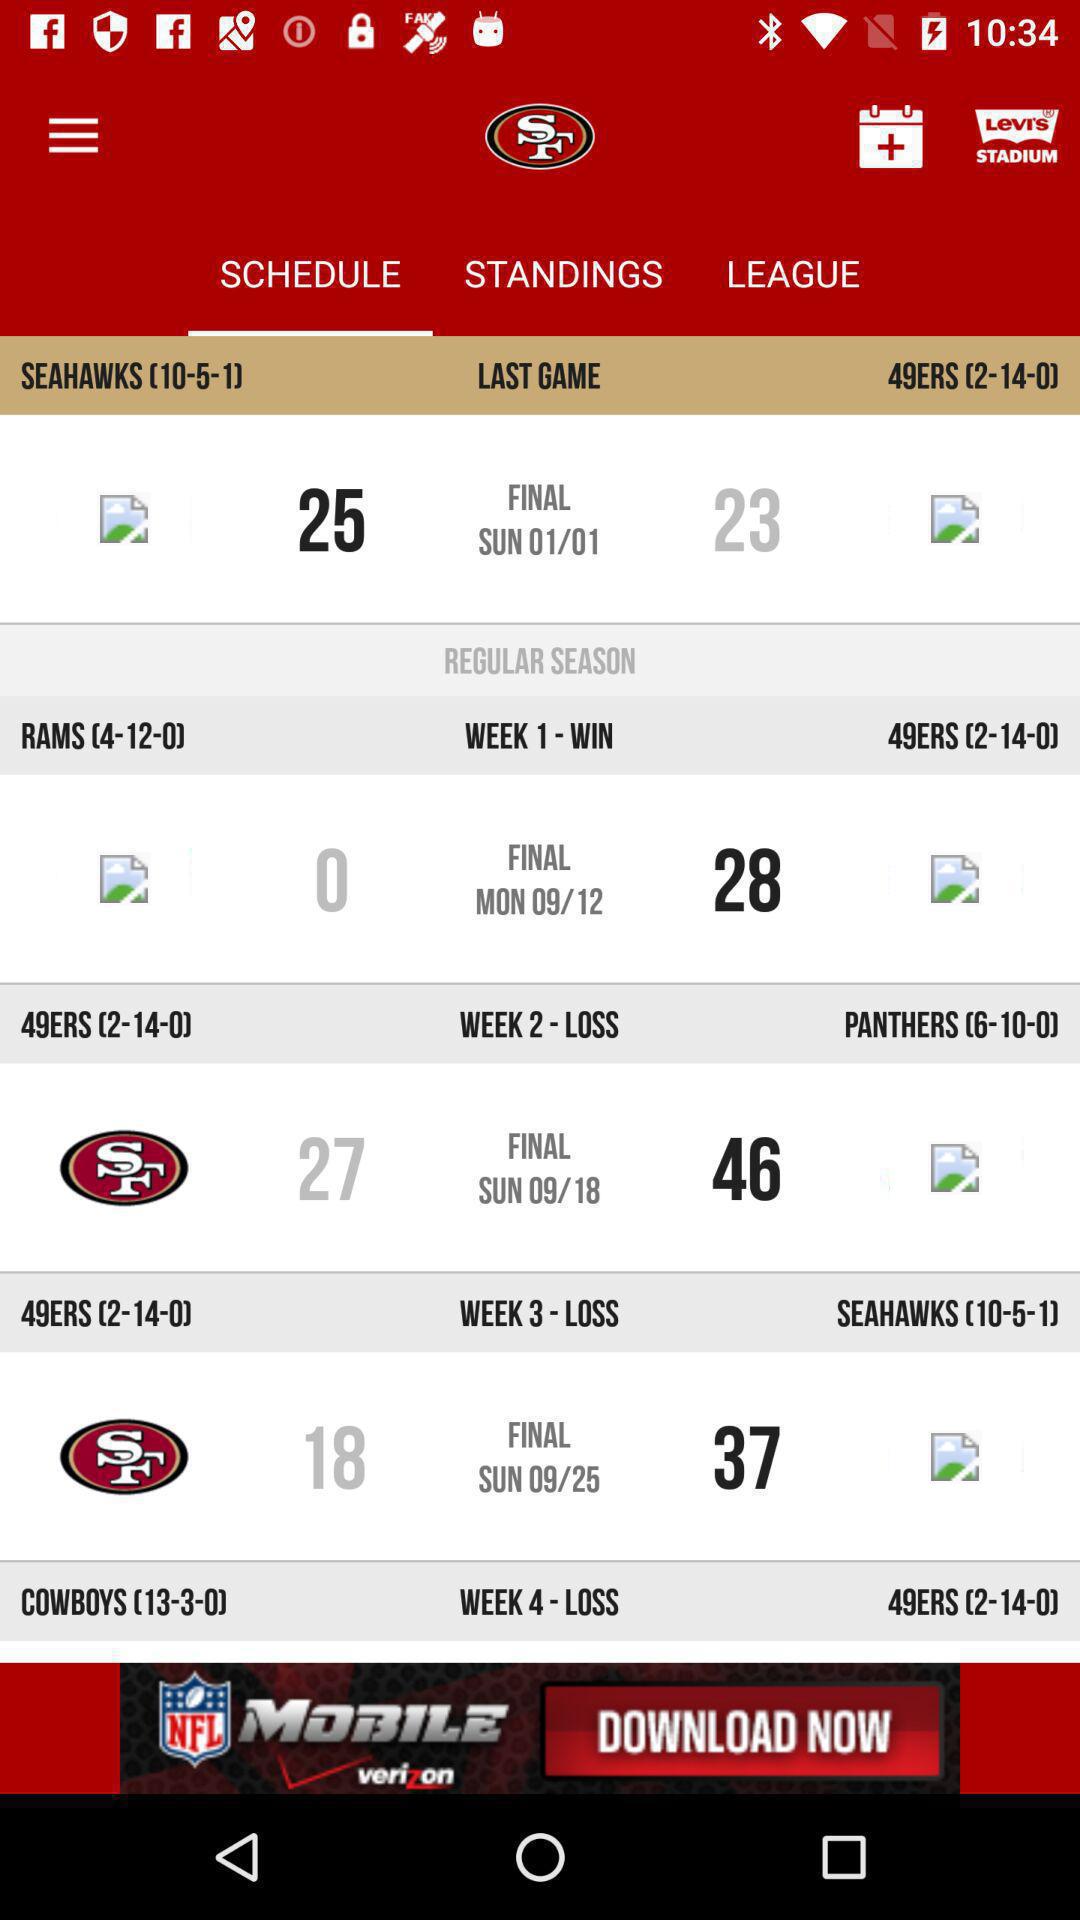 FAKE
10:34
SF
LEVI'S®
STADIUM
SCHEDULE STANDINGS LEAGUE
SEAHAWKS (10-5-1) LAST GAME 49ERS (2-14-0)
25 FINAL 23
SUN 01/01
REGULAR SEASON
RAMS (4-12-0) WEEK 1 - WIN 49ERS (2-14-0)
0 FINAL 28
MON 09/12
49ERS (2-14-0) WEEK 2 - LOSS PANTHERS (6-10-0)
SF 27 FINAL 46
SUN 09/18
49ERS (2-14-0) WEEK 3 - LOSS SEAHAWKS (10-5-1)
SF 18 FINAL 37
SUN 09/25
COWBOYS (13-3-0) WEEK 4 - LOSS 49ERS (2-14-0)
NFL MOBILE DOWNLOAD NOW
verizon